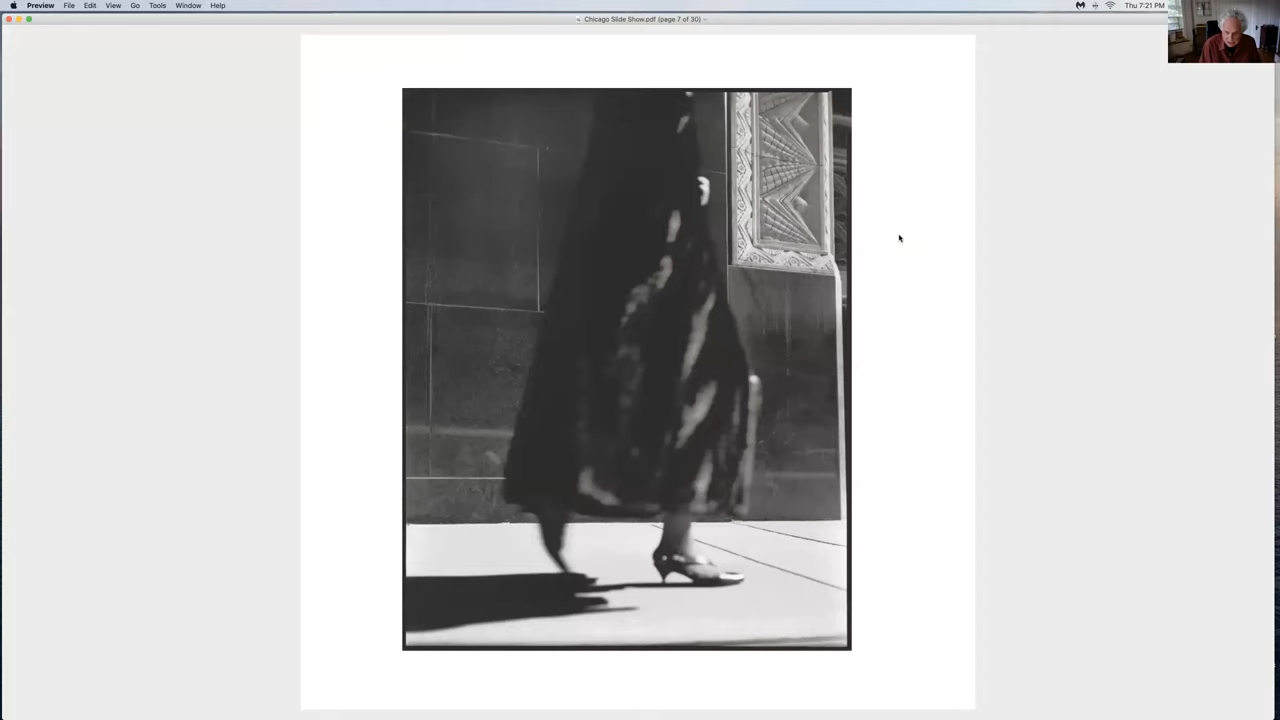 Preview File Edit View Go Tools Window Help Thu 7:21 PM
Chicago Slide Show.pdf (page 7 of 30)